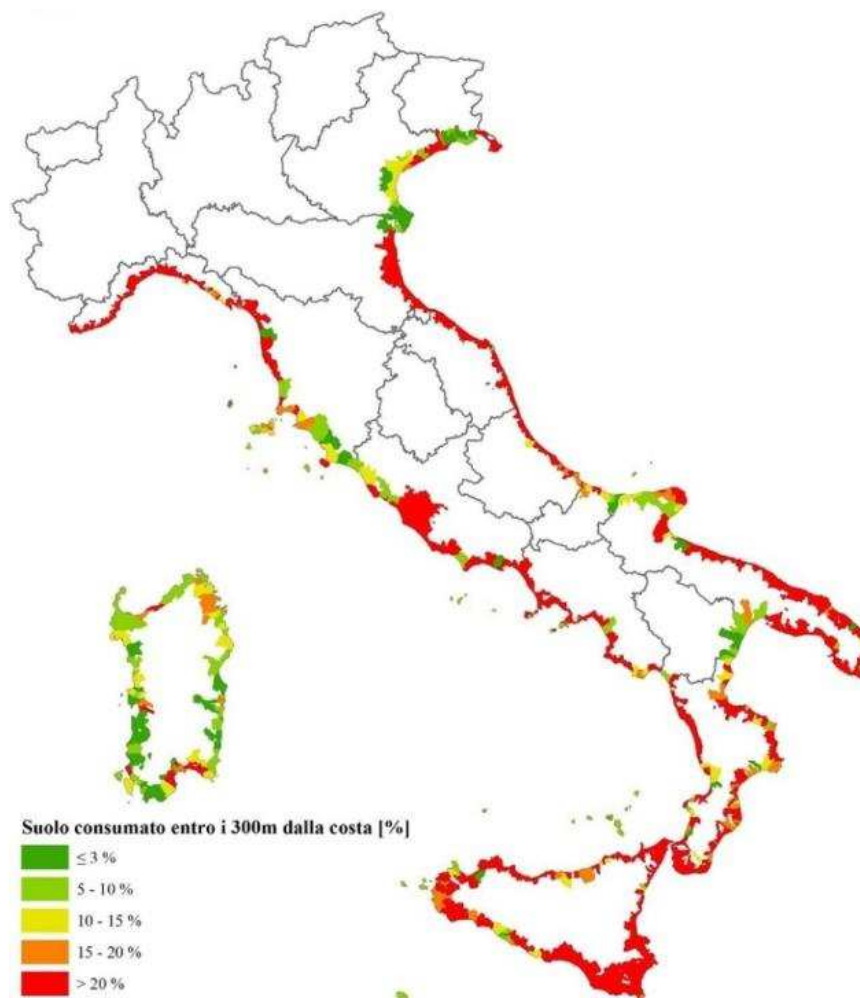 Suolo consumato entro i 300m dalla costa [%]
≤ 3 %
5 - 10 %
10 - 15 %
15 - 20 %
> 20 %